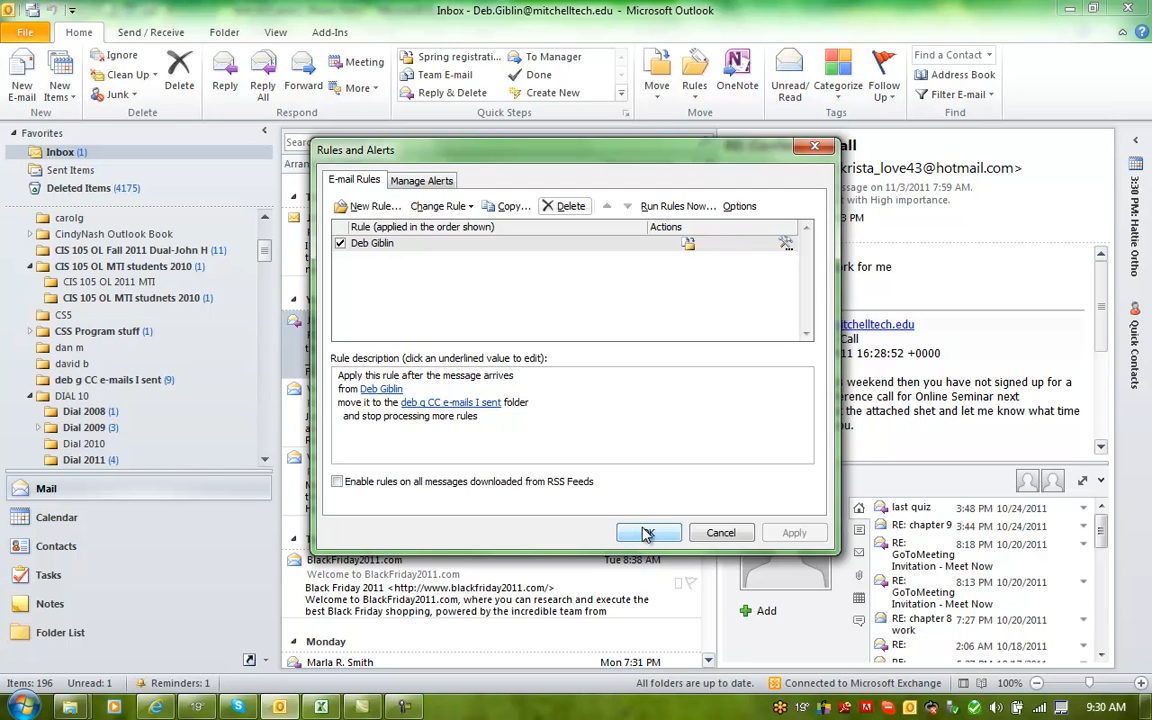 Inbox - Deb.Giblin@mitchelltech.edu - Microsoft Outlook
File Home Send / Receive Folder View Add-Ins
Ignore
Clean Up
Junk
Delete
New E-mail
New Items
Reply
Reply All
Forward
Meeting
More
Spring registrati...
Team E-mail
Reply & Delete
To Manager
Done
Create New
Move
Rules
OneNote
Unread/ Read
Categorize
Follow Up
Find a Contact
Address Book
Filter E-mail
New Delete Respond Quick Steps Move Tags Find
Favorites
Inbox (1)
Sent Items
Deleted Items (4175)
carolg
CindyNash Outlook Book
CIS 105 OL Fall 2011 Dual-John H (11)
CIS 105 OL MTI students 2010 (1)
CIS 105 OL 2011 MTI
CIS 105 OL MTI studnets 2010 (1)
CS5
CSS Program stuff (1)
dan m
david b
deb g CC e-mails I sent (9)
DIAL 10
Dial 2008 (1)
Dial 2009 (3)
Dial 2010
Dial 2011 (4)
Mail
Calendar
Contacts
Tasks
Notes
Folder List
Rules and Alerts
E-mail Rules Manage Alerts
New Rule... Change Rule Copy... Delete Run Rules Now... Options
Rule (applied in the order shown) Actions
Deb Giblin
Rule description (click an underlined value to edit):
Apply this rule after the message arrives
from Deb Giblin
move it to the deb g CC e-mails I sent folder
and stop processing more rules
Enable rules on all messages downloaded from RSS Feeds
Cancel Apply
BlackFriday2011.com Tue 8:38 AM
Welcome to BlackFriday2011.com
Black Friday 2011 <http://www.blackfriday2011.com/>
Welcome to BlackFriday2011.com, where you can research and execute the best Black Friday shopping, powered by the incredible team from
Monday
Marla R. Smith Mon 7:31 PM
all
krista_love43@hotmail.com>
message on 11/3/2011 7:59 AM.
with High importance.
PM
rk for me
itchelltech.edu
Call
11 16:28:52 +0000
s weekend then you have not signed up for a
erence call for Online Seminar next
t the attached shet and let me know what time
ou.
last quiz 3:48 PM 10/24/2011
RE: chapter 9 3:44 PM 10/24/2011
RE: GoToMeeting Invitation - Meet Now 8:18 PM 10/23/2011
RE: GoToMeeting Invitation - Meet Now 8:13 PM 10/23/2011
RE: chapter 8 work 7:27 PM 10/20/2011
RE: 2:06 AM 10/18/2011
Add
3:30 PM: Hattie Ortho
Quick Contacts
Items: 196 Unread: 1 Reminders: 1 All folders are up to date. Connected to Microsoft Exchange 100%
19° 19° 9:30 AM